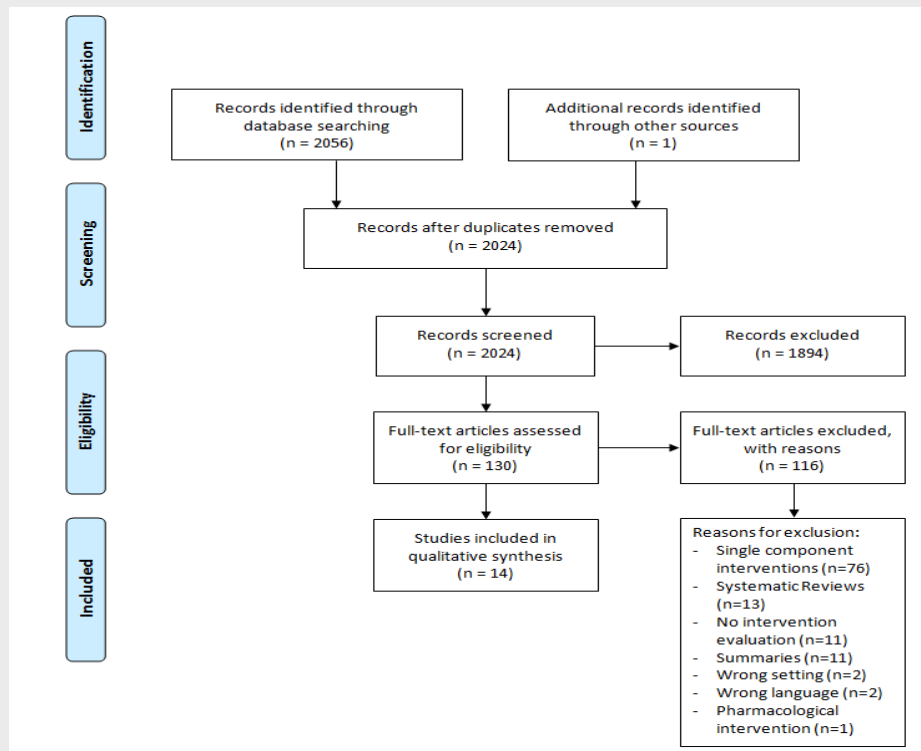 Identification
Records identified through
database searching
(n = 2056)
Additional records identified
through other sources
(n = 1)
Screening
Records after duplicates removed
(n = 2024)
Records screened
(n = 2024)
Records excluded
(n = 1894)
Eligibility
Full-text articles assessed
for eligibility
(n = 130)
Full-text articles excluded,
with reasons
(n = 116)
Included
Studies included in
qualitative synthesis
(n = 14)
Reasons for exclusion:
- Single component
interventions (n=76)
- Systematic Reviews
(n=13)
- No intervention
evaluation (n=11)
- Summaries (n=11)
- Wrong setting (n=2)
- Wrong language (n=2)
- Pharmacological
intervention (n=1)